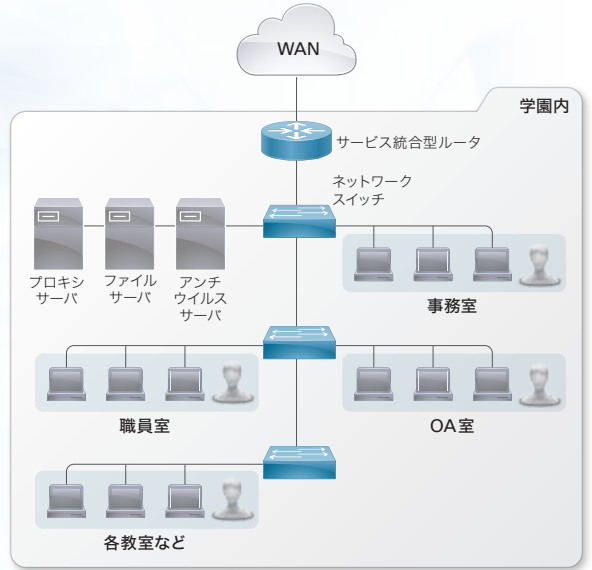 WAN
学園内
サービス統合型ルータ
ネットワーク
スイッチ
プロキシ
サーバ
ファイル
サーバ
アンチ
ウイルス
サーバ
事務室
職員室
OA室
各教室など